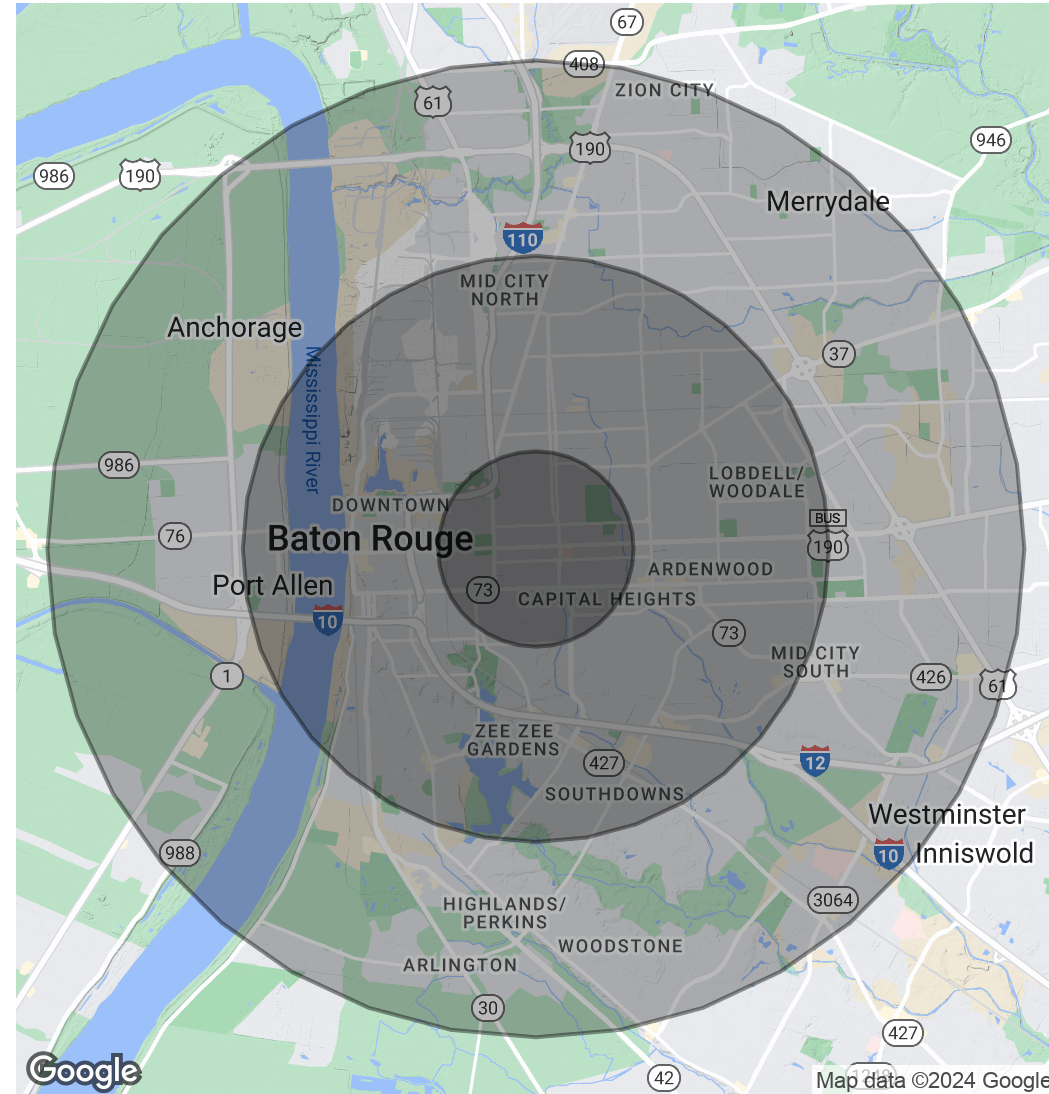 67
408
ZION CITY
61
190
946
986
190
Merrydale
110
MID CITY
NORTH
Anchorage
37
Mississippi River
986
LOBDELL/
WOODALE
DOWNTOWN
BUS
190
76
Baton Rouge
ARDENWOOD
Port Allen
73
CAPITAL HEIGHTS
10
73
MID CITY
SOUTH
1
426
61
ZEE ZEE
GARDENS
427
12
SOUTHDOWNS
Westminster
988
10
Inniswold
3064
HIGHLANDS/
PERKINS
WOODSTONE
ARLINGTON
30
427
Google
42
1248
Map data ©2024 Google